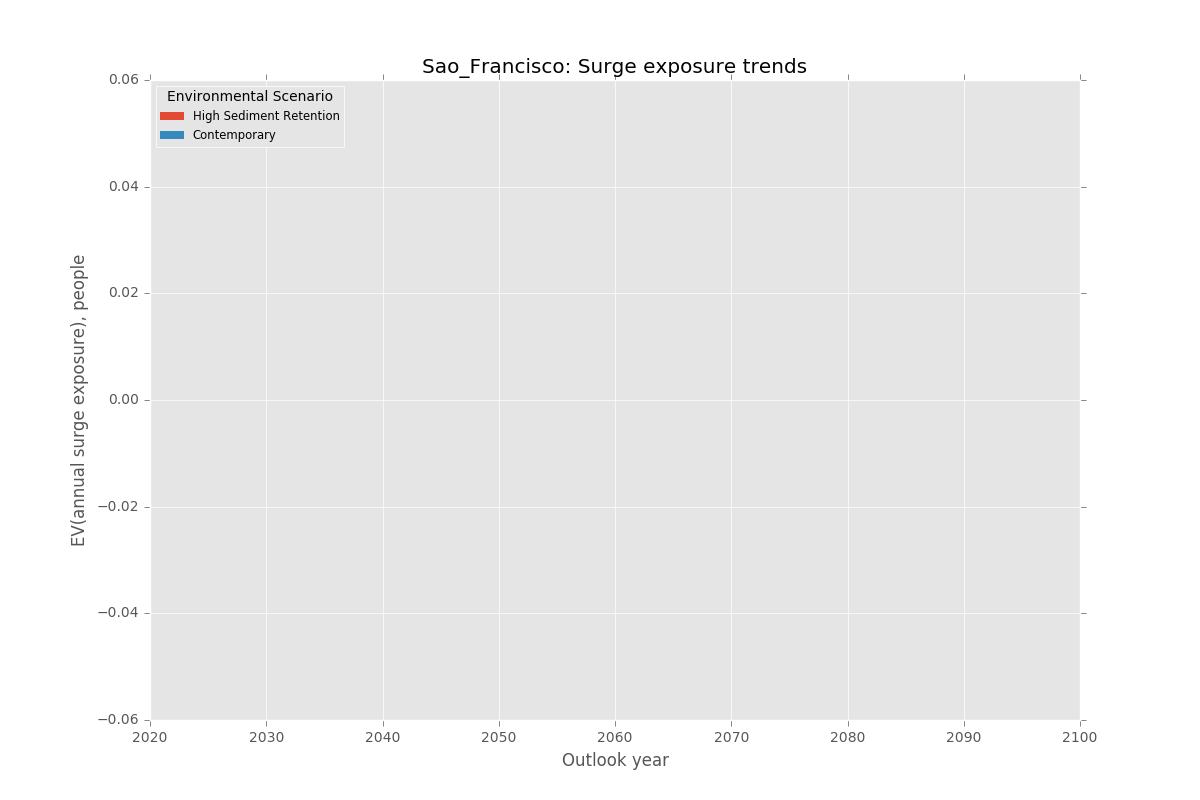 Sao_Francisco: Surge exposure trends
Environmental Scenario
High Sediment Retention
Contemporary
EV(annual surge exposure), people
0.06
0.04
0.02
0.00
−0.02
−0.04
−0.06
2020 2030 2040 2050 2060 2070 2080 2090 2100
Outlook year